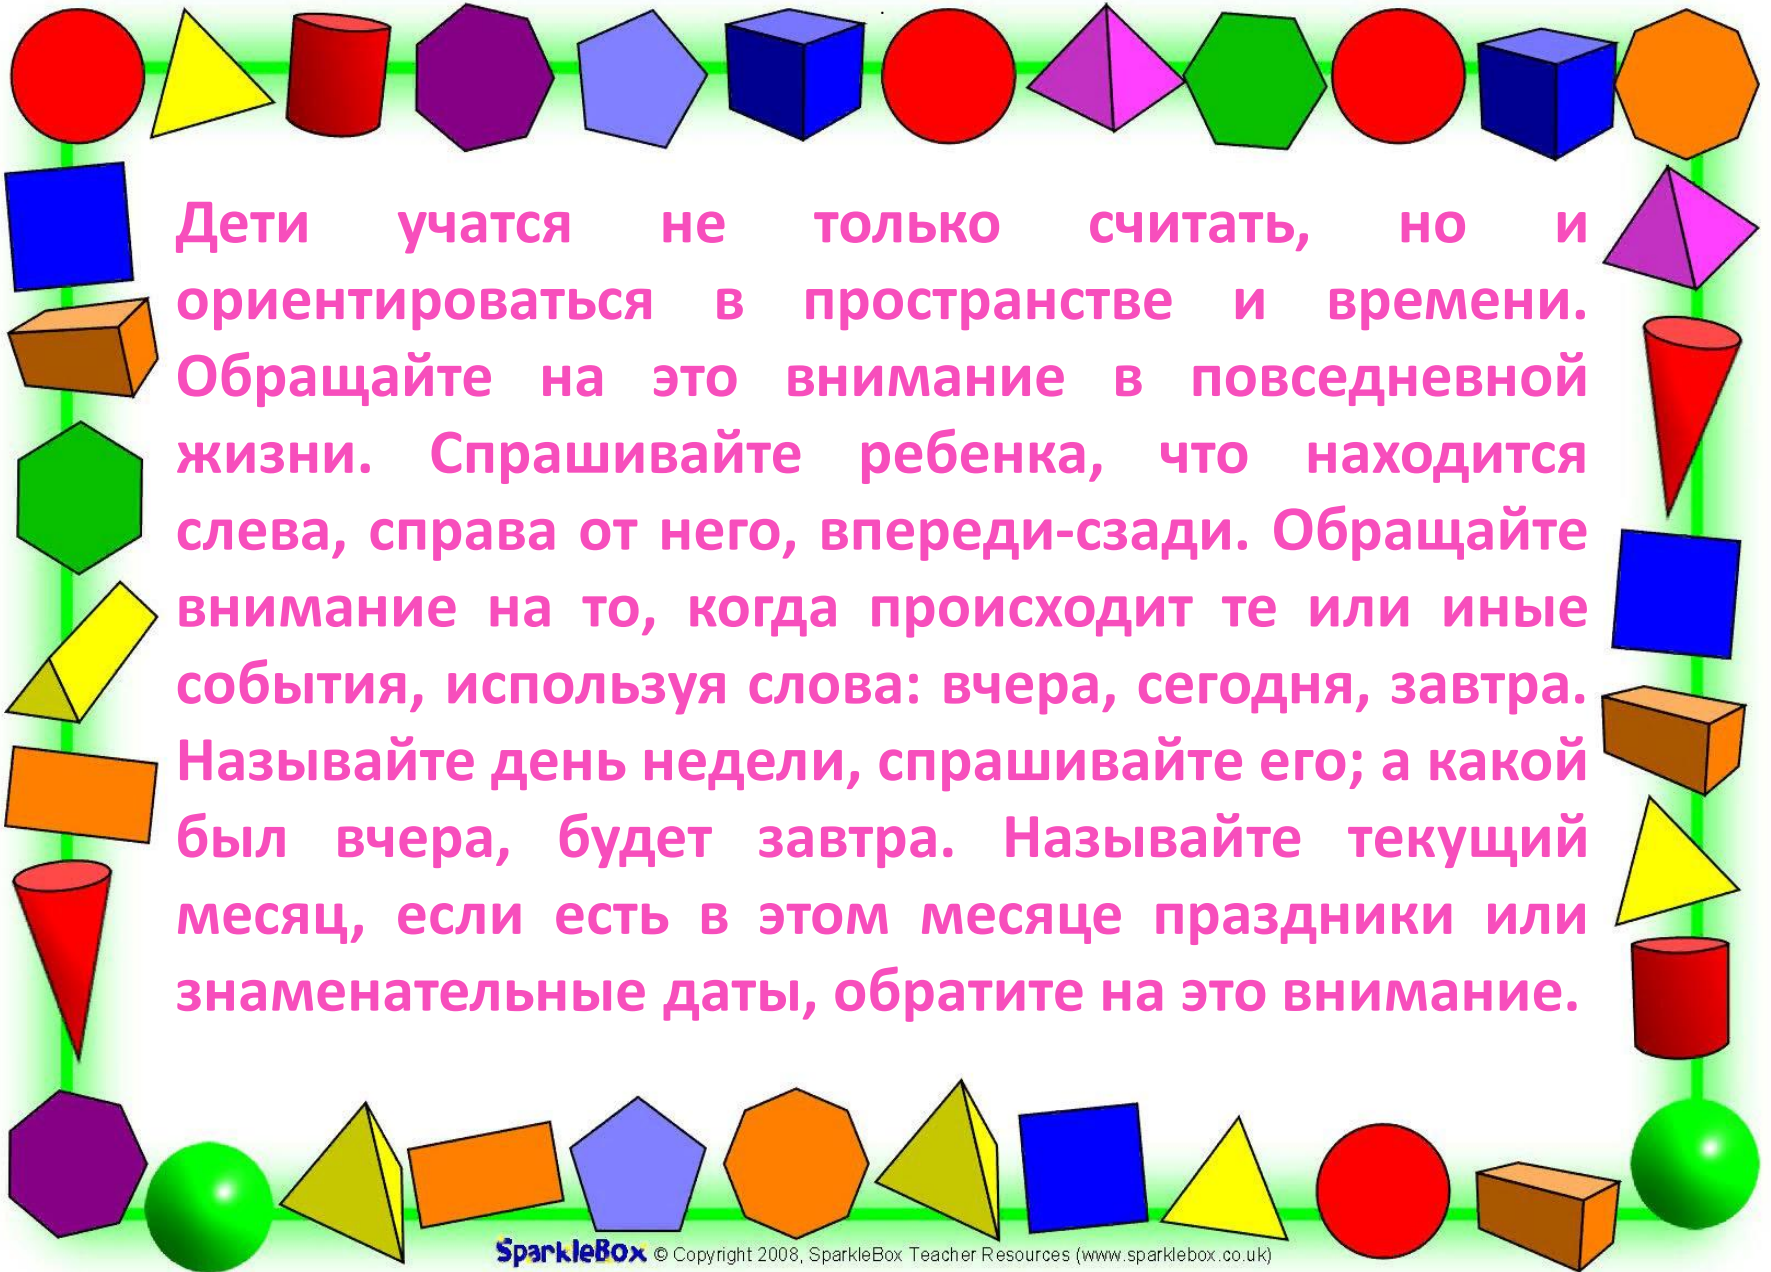 Дети учатся не только считать, но и
ориентироваться в пространстве и времени.
Обращайте на это внимание в повседневной
жизни. Спрашивайте ребенка, что находится
слева, справа от него, впереди-сзади. Обращайте
внимание на то, когда происходит те или иные
события, используя слова: вчера, сегодня, завтра.
Называйте день недели, спрашивайте его; а какой
был вчера, будет завтра. Называйте текущий
месяц, если есть в этом месяце праздники или
знаменательные даты, обратите на это внимание.
SparkleBox © Copyright 2008, SparkleBox Teacher Resources (www.sparklebox.co.uk)